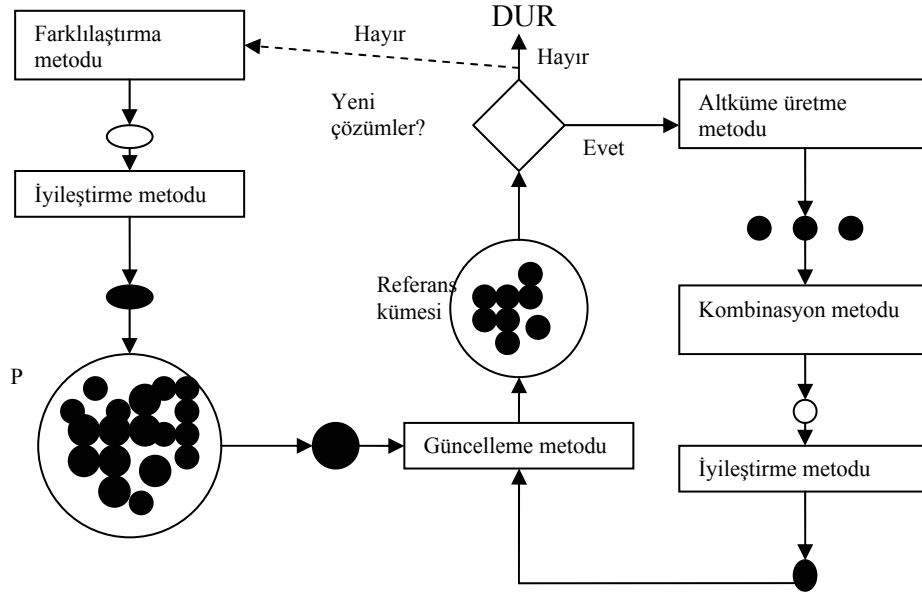 DUR
Farklılaştırma
metodu
Hayır
Hayır
Yeni
çözümler?
Evet
Altküme üretme
metodu
İyileştirme metodu
Referans
kümesi
Kombinasyon metodu
P
Güncelleme metodu
İyileştirme metodu